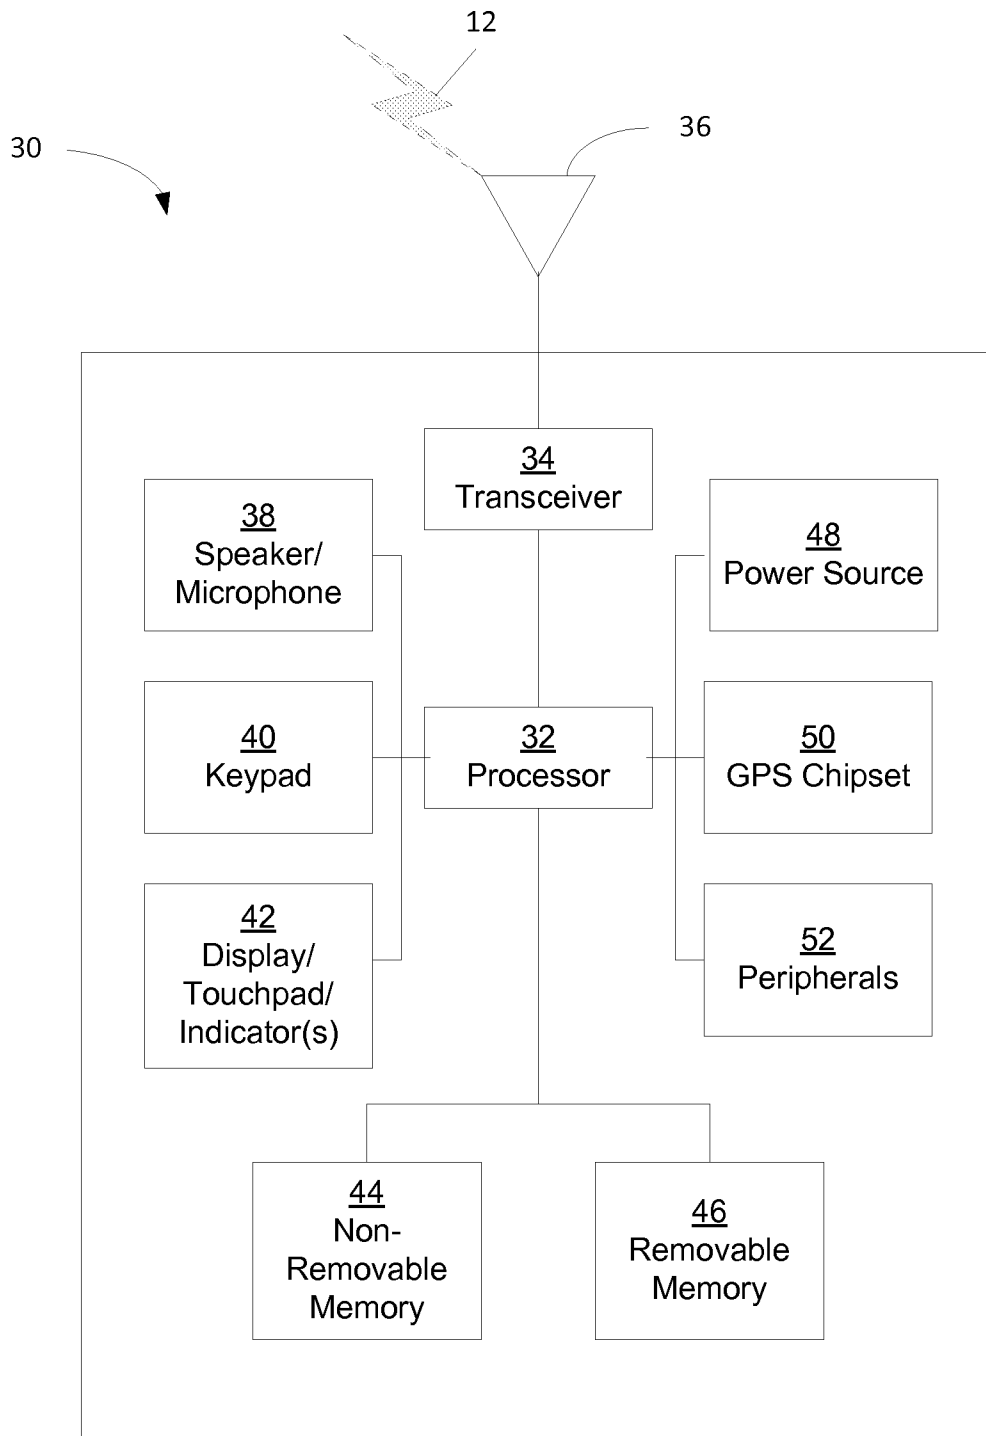 12
36
30
34
Transceiver
38
Speaker/
Microphone
48
Power Source
40
Keypad
32
Processor
50
GPS Chipset
42
Display/
Touchpad/
Indicator(s)
52
Peripherals
44
Non-
Removable
Memory
46
Removable
Memory